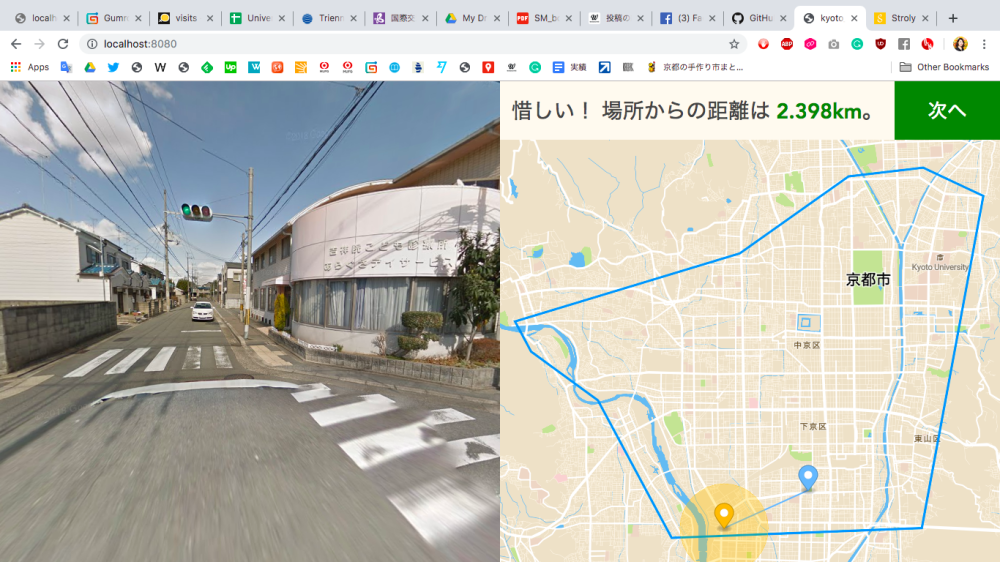 localh
Gumr
visits
Unive
Trienn
国際交
My Dr
SM_bo
投稿の
(3) Fa
GitHu
kyoto
Stroly
localhost:8080
Apps
実績
京都の手作り市まと…
Other Bookmarks
惜しい！ 場所からの距離は 2.398km。
次へ
Kyoto University
京都市
中京区
下京区
東山区